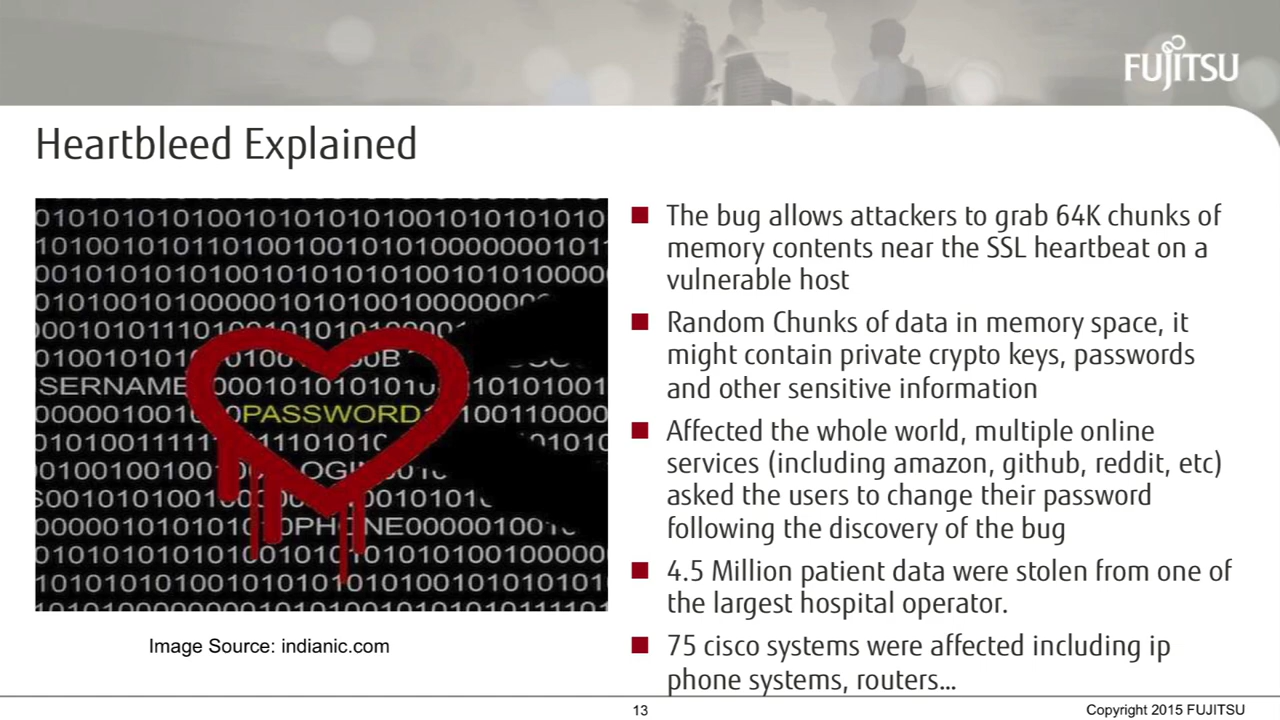 FUJITSU
Heartbleed Explained
SERNAME
PASSWORD
The bug allows attackers to grab 64K chunks of
memory contents near the SSL heartbeat on a
vulnerable host
Random Chunks of data in memory space, it
might contain private crypto keys, passwords
and other sensitive information
Affected the whole world, multiple online
services (including amazon, github, reddit, etc)
asked the users to change their password
following the discovery of the bug
4.5 Million patient data were stolen from one of
the largest hospital operator.
75 cisco systems were affected including ip
phone systems, routers...
Image Source: indianic.com
13
Copyright 2015 FUJITSU